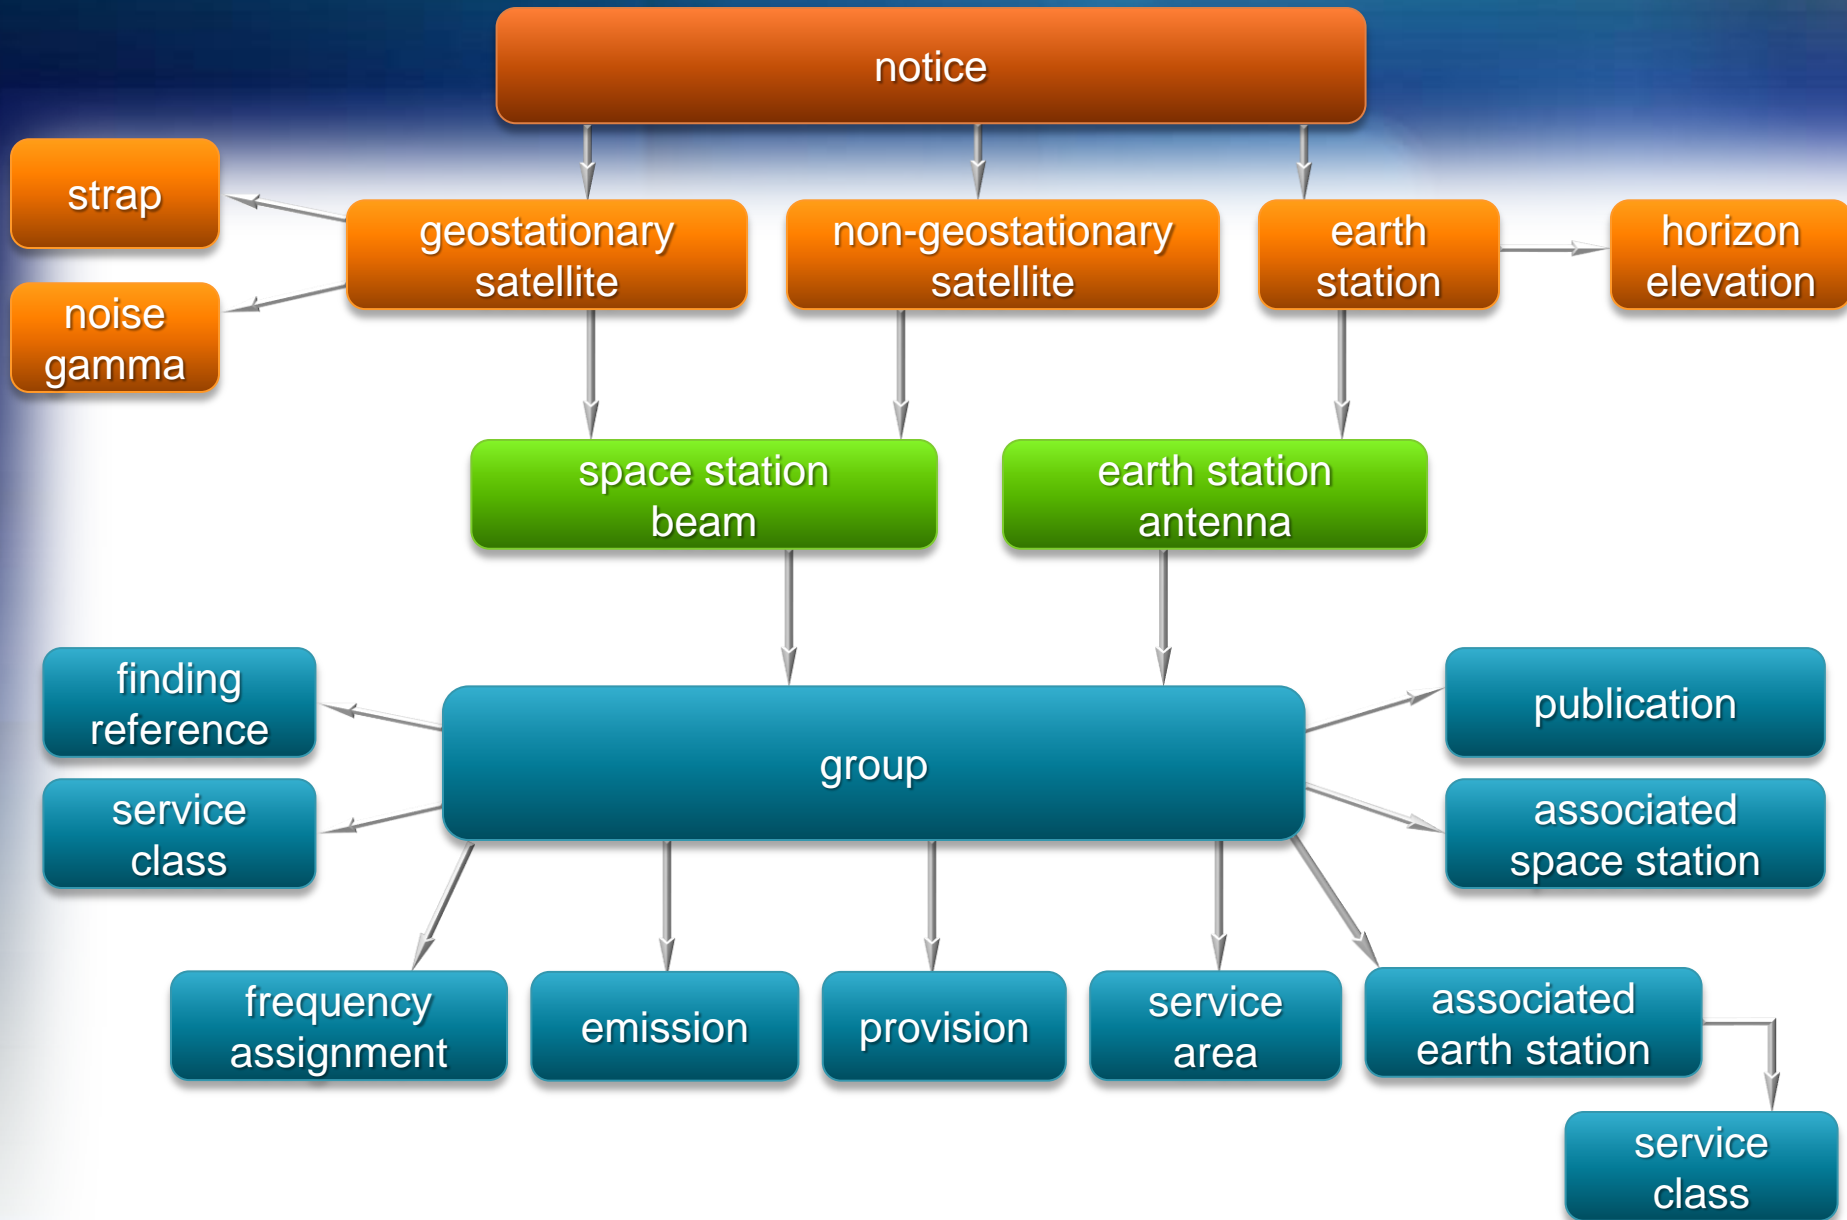 notice
strap
geostationary
satellite
non-geostationary
satellite
earth
station
horizon
elevation
noise
gamma
space station
beam
earth station
antenna
finding
reference
group
publication
service
class
associated
space station
frequency
assignment
emission
provision
service
area
associated
earth station
service
class